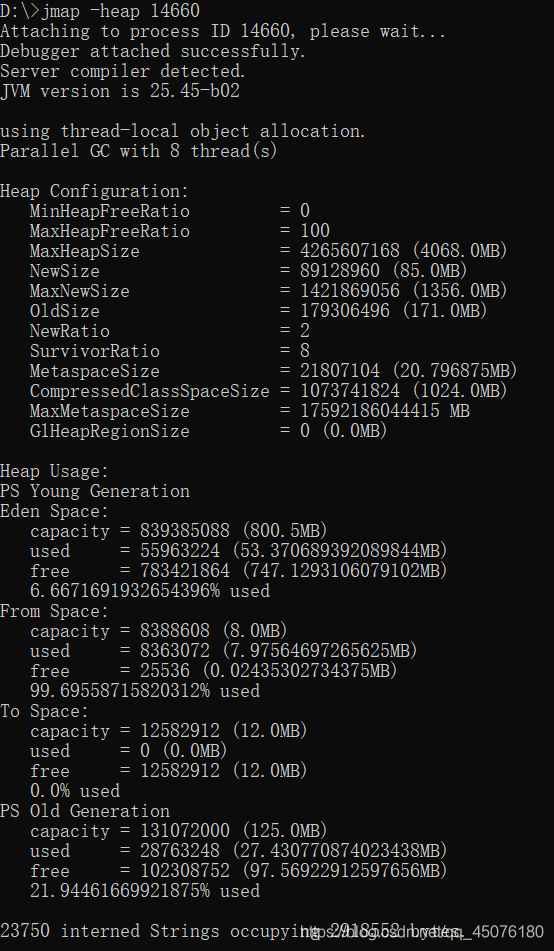 D:\>jmap -heap 14660
Attaching to process ID 14660, please wait...
Debugger attached successfully.
Server compiler detected.
JVM version is 25.45-b02
using thread-local object allocation.
Parallel GC with 8 thread(s)
Heap Configuration:
MinHeapFreeRatio = 0
MaxHeapFreeRatio = 100
MaxHeapSize = 4265607168 (4068.0MB)
NewSize = 89128960 (85.0MB)
MaxNewSize = 1421869056 (1356.0MB)
OldSize = 179306496 (171.0MB)
NewRatio = 2
SurvivorRatio = 8
MetaspaceSize = 21807104 (20.796875MB)
CompressedClassSpaceSize = 1073741824 (1024.0MB)
MaxMetaspaceSize = 17592186044415 MB
G1HeapRegionSize = 0 (0.0MB)
Heap Usage:
PS Young Generation
Eden Space:
capacity = 839385088 (800.5MB)
used = 55963224 (53.370689392089844MB)
free = 783421864 (747.1293106079102MB)
6.6671691932654396% used
From Space:
capacity = 8388608 (8.0MB)
used = 8363072 (7.97564697265625MB)
free = 25536 (0.02435302734375MB)
99.69558715820312% used
To Space:
capacity = 12582912 (12.0MB)
used = 0 (0.0MB)
free = 12582912 (12.0MB)
0.0% used
PS Old Generation
capacity = 131072000 (125.0MB)
used = 28763248 (27.430770874023438MB)
free = 102308752 (97.56922912597656MB)
21.94461669921875% used
23750 interned Strings occupying 2918552 bytes.
https://blog.csdn.net/qq_45076180